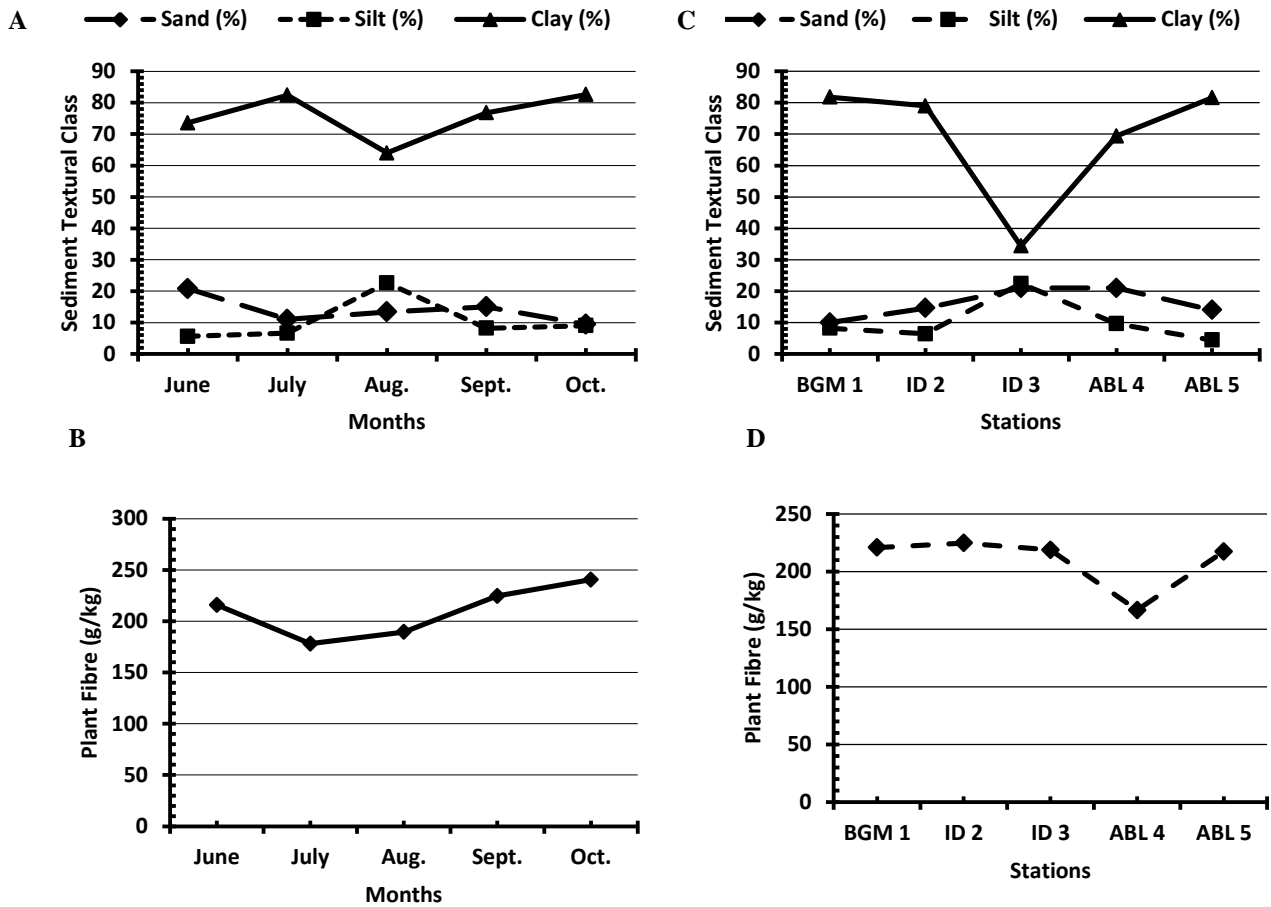 A
Sand (%) Silt (%) Clay (%)
90
80
70
60
50
40
30
20
10
0
Sediment Textural Class
June July Aug. Sept. Oct.
Months
C
Sand (%) Silt (%) Clay (%)
90
80
70
60
50
40
30
20
10
0
Sediment Textural Class
BGM 1 ID 2 ID 3 ABL 4 ABL 5
Stations
B
300
250
200
150
100
50
0
Plant Fibre (g/kg)
June July Aug. Sept. Oct.
Months
D
250
200
150
100
50
0
Plant Fibre (g/kg)
BGM 1 ID 2 ID 3 ABL 4 ABL 5
Stations